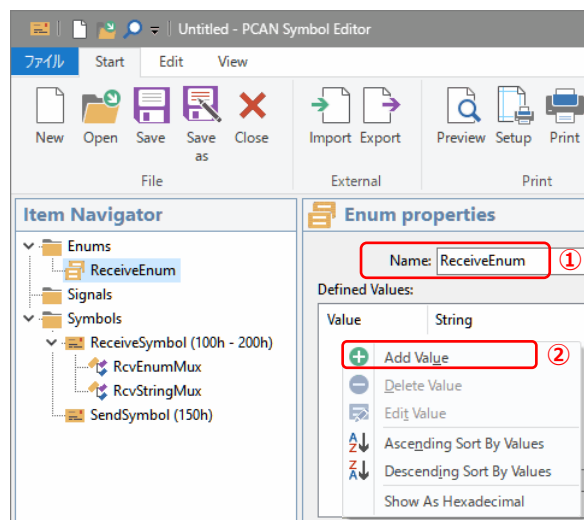 Untitled - PCAN Symbol Editor
ファイル Start Edit View
New Open Save Save as Close Import Export Preview Setup Print
File External Print
Item Navigator
Enums
ReceiveEnum
Signals
Symbols
ReceiveSymbol (100h - 200h)
RcvEnumMux
RcvStringMux
SendSymbol (150h)
Enum properties
Name: ReceiveEnum ①
Defined Values:
Value String
Add Value ②
Delete Value
Edit Value
Ascending Sort By Values
Descending Sort By Values
Show As Hexadecimal